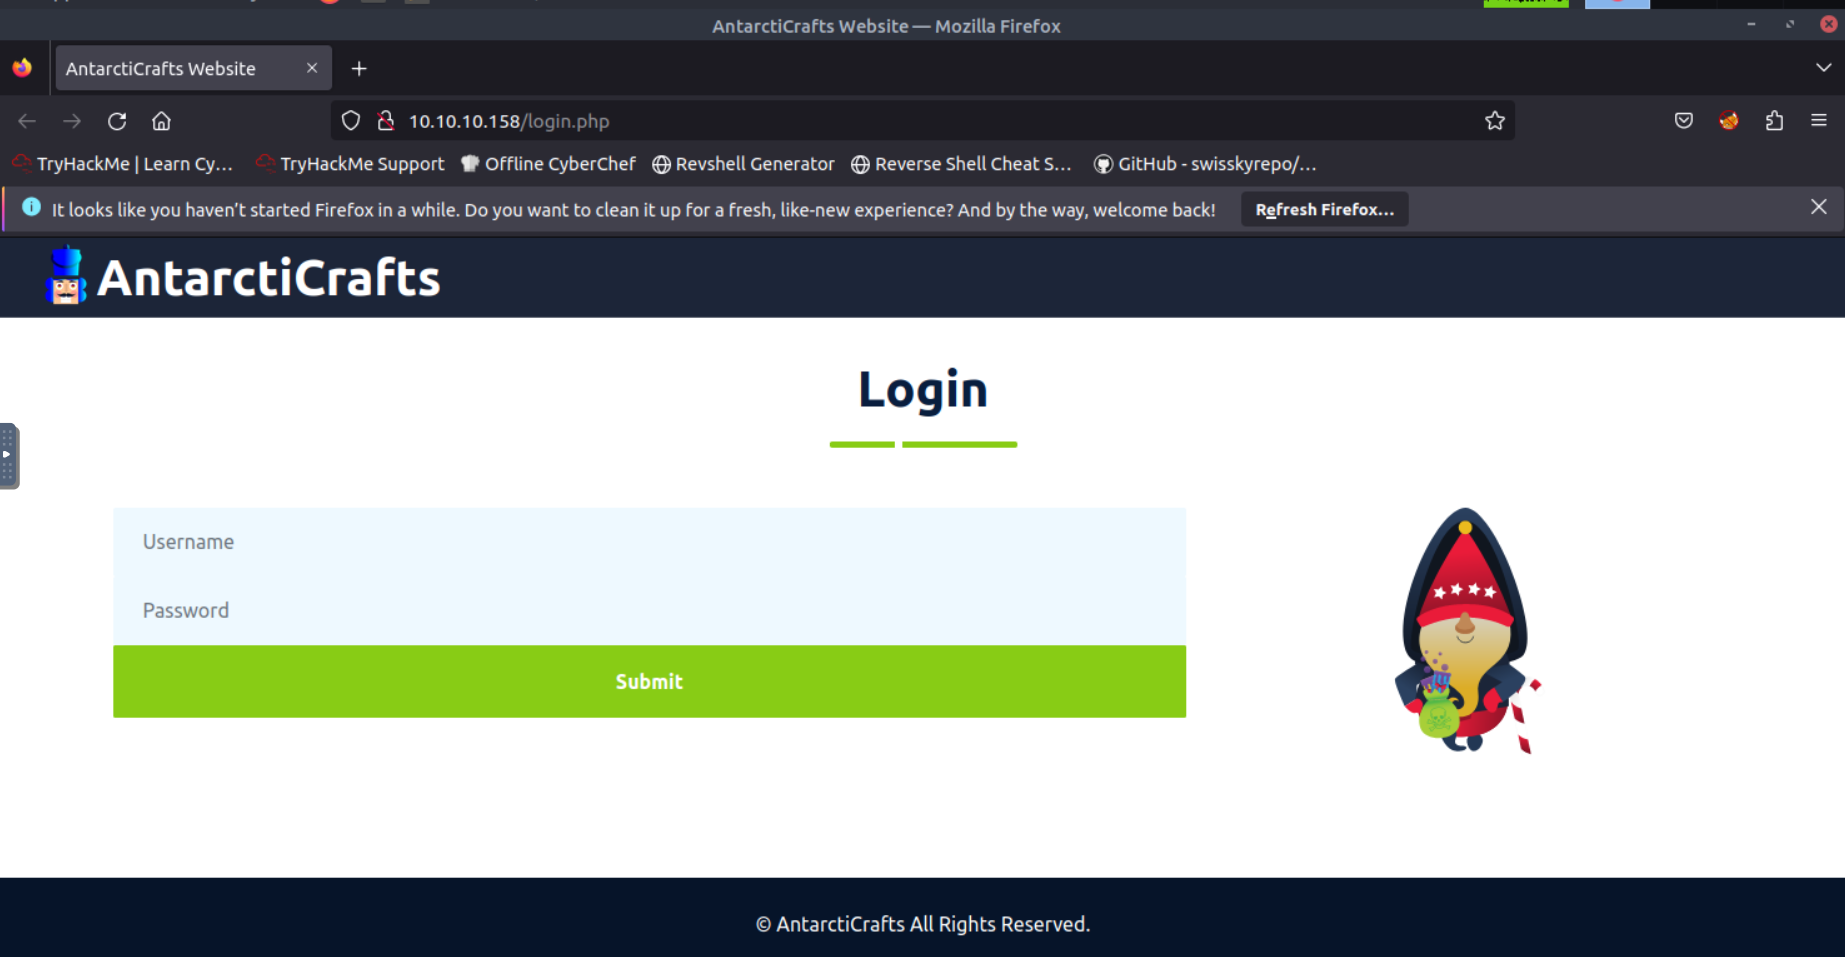 AntarctiCrafts Website — Mozilla Firefox
AntarctiCrafts Website
10.10.10.158/login.php
TryHackMe | Learn Cy… TryHackMe Support Offline CyberChef Revshell Generator Reverse Shell Cheat S… GitHub - swisskyrepo/…
It looks like you haven’t started Firefox in a while. Do you want to clean it up for a fresh, like-new experience? And by the way, welcome back! Refresh Firefox…
AntarctiCrafts
Login
Username
Password
Submit
© AntarctiCrafts All Rights Reserved.